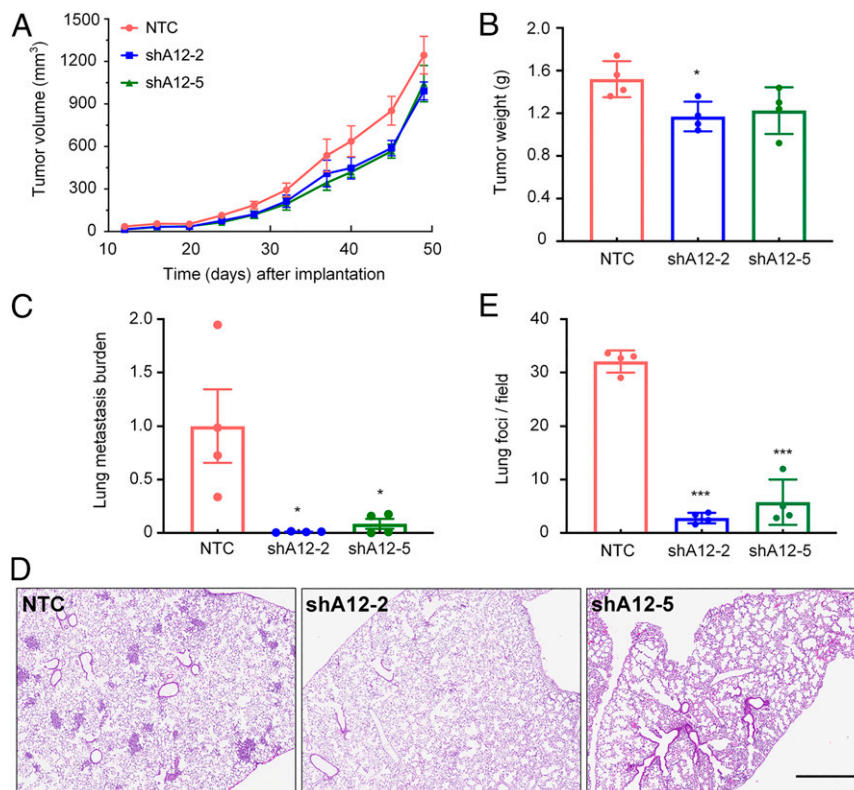 A
NTC
shA12-2
shA12-5
Tumor volume (mm³)
1500
1200
900
600
300
0
10 20 30 40 50
Time (days) after implantation
B
Tumor weight (g)
2.0
1.6
1.2
0.8
0.4
0
*
NTC shA12-2 shA12-5
C
Lung metastasis burden
2.0
1.5
1.0
0.5
0
* *
NTC shA12-2 shA12-5
E
Lung foci / field
40
30
20
10
0
*** ***
NTC shA12-2 shA12-5
D
NTC shA12-2 shA12-5